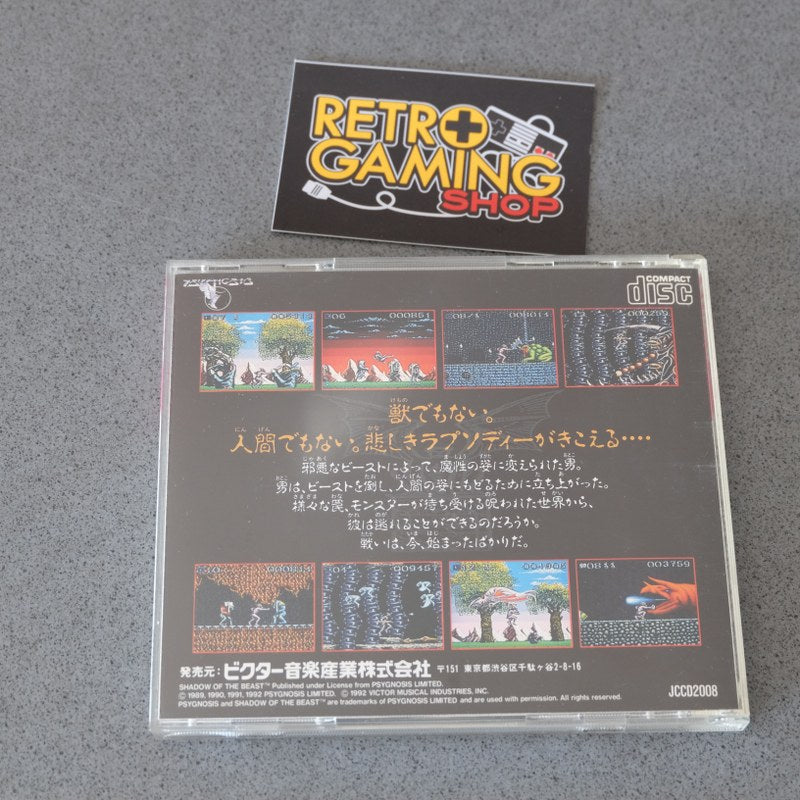 RETRO
GAMING
SHOP
PSYGNOSIS
COMPACT
disc
000851
008014
000259
獣でもない。
人間でもない。悲しきラプソディーがきこえる‥‥
邪悪なビーストによって、魔性の姿に変えられた男。
男は、ビーストを倒し、人間の姿にもどるために立ち上がった。
様々な罠、モンスターが待ち受ける呪われた世界から、
彼は逃れることができるのだろうか。
戦いは、今、始まったばかりだ。
009457
003759
発売元:ビクター音楽産業株式会社 〒151 東京都渋谷区千駄ヶ谷2-8-16
SHADOW OF THE BEAST™ Published under License from PSYGNOSIS LIMITED.
© 1989, 1990, 1991, 1992 PSYGNOSIS LIMITED. © 1992 VICTOR MUSICAL INDUSTRIES, INC.
PSYGNOSIS and SHADOW OF THE BEAST™ are trademarks of PSYGNOSIS LIMITED and are used with permission. All rights reserved.
JCCD2008